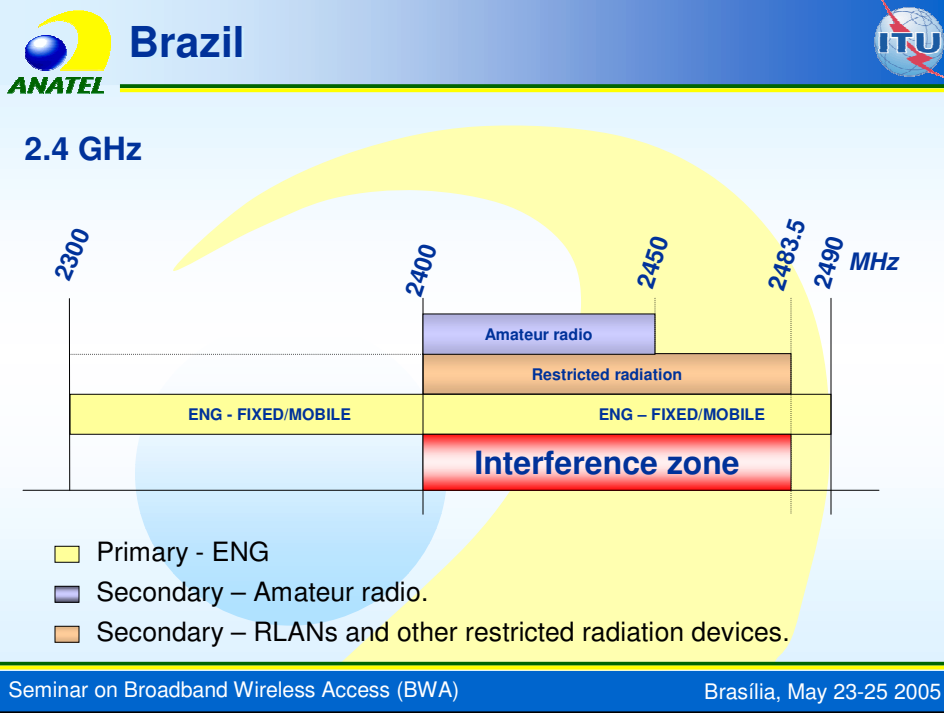 Brazil
ANATEL
ITU
2.4 GHz
2300
2400
2450
2483.5
2490
MHz
Amateur radio
Restricted radiation
ENG - FIXED/MOBILE
ENG – FIXED/MOBILE
Interference zone
Primary - ENG
Secondary – Amateur radio.
Secondary – RLANs and other restricted radiation devices.
Seminar on Broadband Wireless Access (BWA)
Brasília, May 23-25 2005